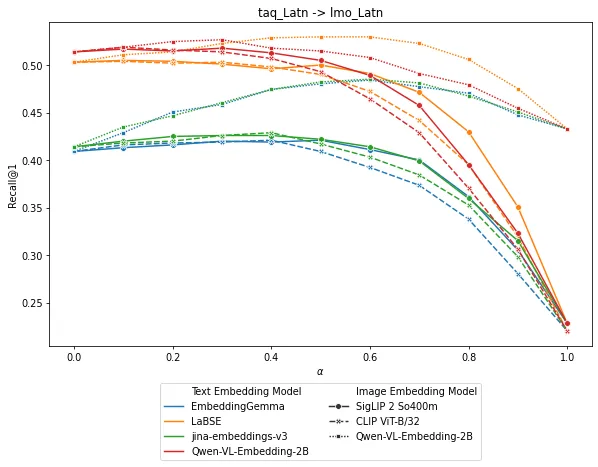 taq_Latn -> lmo_Latn
Recall@1
0.50
0.45
0.40
0.35
0.30
0.25
0.0
0.2
0.4
0.6
0.8
1.0
α
Text Embedding Model
EmbeddingGemma
LaBSE
jina-embeddings-v3
Qwen-VL-Embedding-2B
Image Embedding Model
SigLIP 2 So400m
CLIP ViT-B/32
Qwen-VL-Embedding-2B